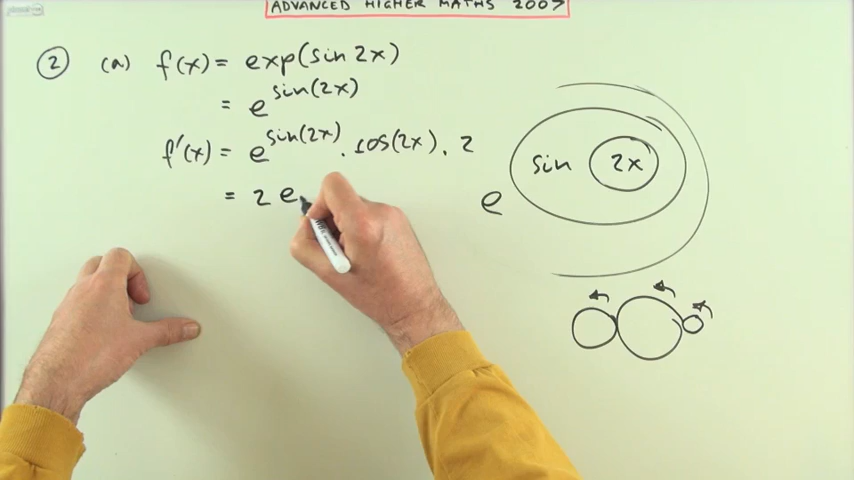 ADVANCED HIGHER MATHS 2007
② (a) f(x) = exp(sin 2x)
= e^sin(2x)
f'(x) = e^sin(2x) . cos(2x) . 2
= 2 e
e sin 2x